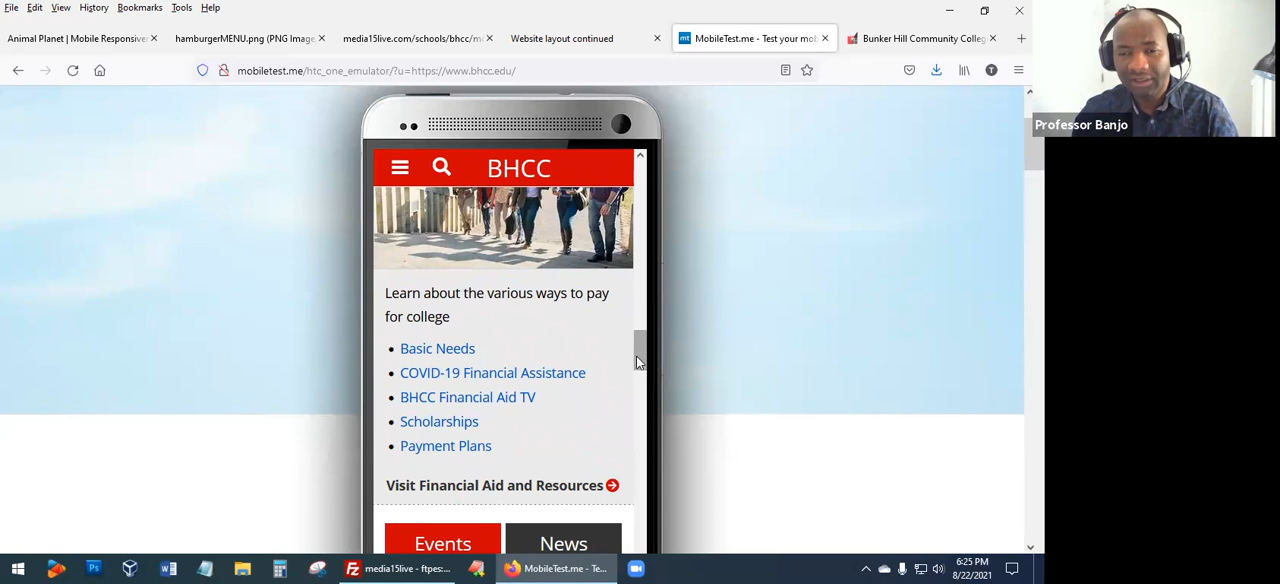 File Edit View History Bookmarks Tools Help
Animal Planet | Mobile Responsive
hamburgerMENU.png (PNG Image,
media15live.com/schools/bhcc/m
Website layout continued
mt MobileTest.me - Test your mob
Bunker Hill Community Colleg
mobiletest.me/htc_one_emulator/?u=https://www.bhcc.edu/
T
Professor Banjo
BHCC
Learn about the various ways to pay
for college
Basic Needs
COVID-19 Financial Assistance
BHCC Financial Aid TV
Scholarships
Payment Plans
Visit Financial Aid and Resources
Events
News
Ps
W
Fz media15live - ftpes:...
MobileTest.me - Te...
6:25 PM
8/22/2021